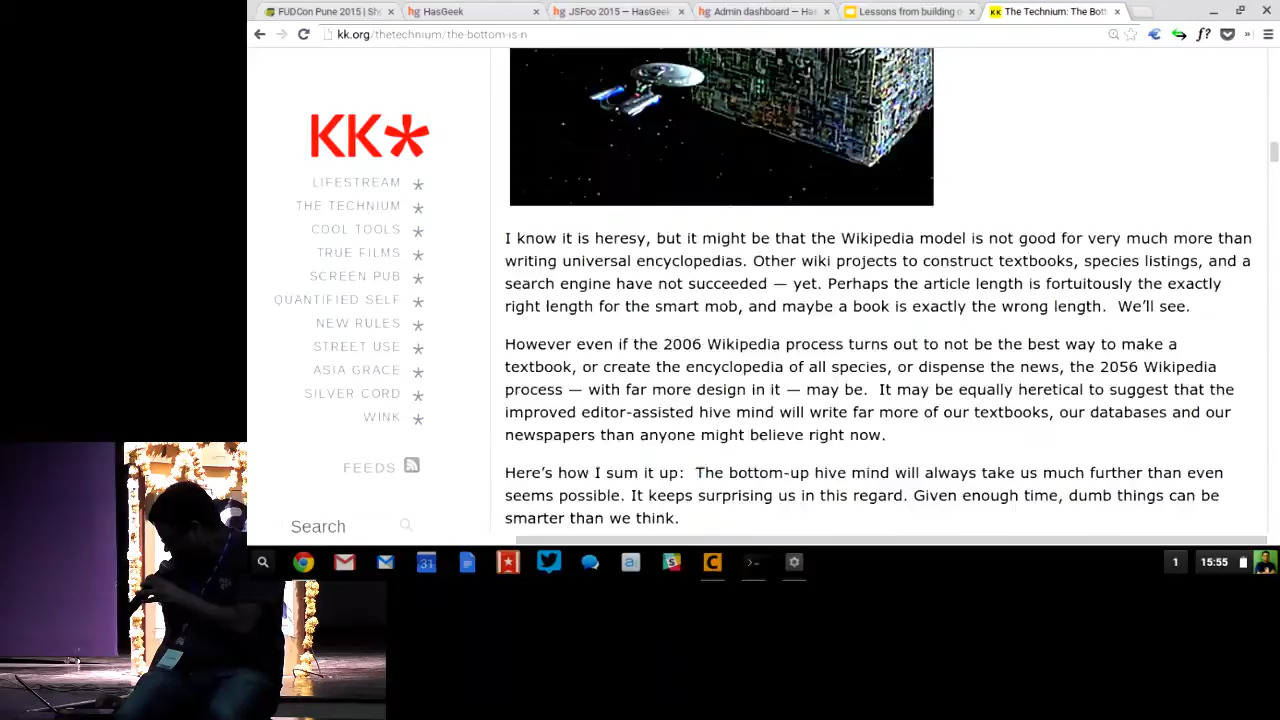 FUDCon Pune 2015 | Sh
HasGeek
JSFoo 2015 — HasGeek
Admin dashboard — Has
Lessons from building
The Technium: The Bot
kk.org/thetechnium/the-bottom-is-n
KK*
LIFESTREAM *
THE TECHNIUM *
COOL TOOLS *
TRUE FILMS *
SCREEN PUB *
QUANTIFIED SELF *
NEW RULES *
STREET USE *
ASIA GRACE *
SILVER CORD *
WINK *
FEEDS
Search
I know it is heresy, but it might be that the Wikipedia model is not good for very much more than
writing universal encyclopedias. Other wiki projects to construct textbooks, species listings, and a
search engine have not succeeded — yet. Perhaps the article length is fortuitously the exactly
right length for the smart mob, and maybe a book is exactly the wrong length.  We'll see.
However even if the 2006 Wikipedia process turns out to not be the best way to make a
textbook, or create the encyclopedia of all species, or dispense the news, the 2056 Wikipedia
process — with far more design in it — may be.  It may be equally heretical to suggest that the
improved editor-assisted hive mind will write far more of our textbooks, our databases and our
newspapers than anyone might believe right now.
Here's how I sum it up:  The bottom-up hive mind will always take us much further than even
seems possible. It keeps surprising us in this regard. Given enough time, dumb things can be
smarter than we think.
1
15:55